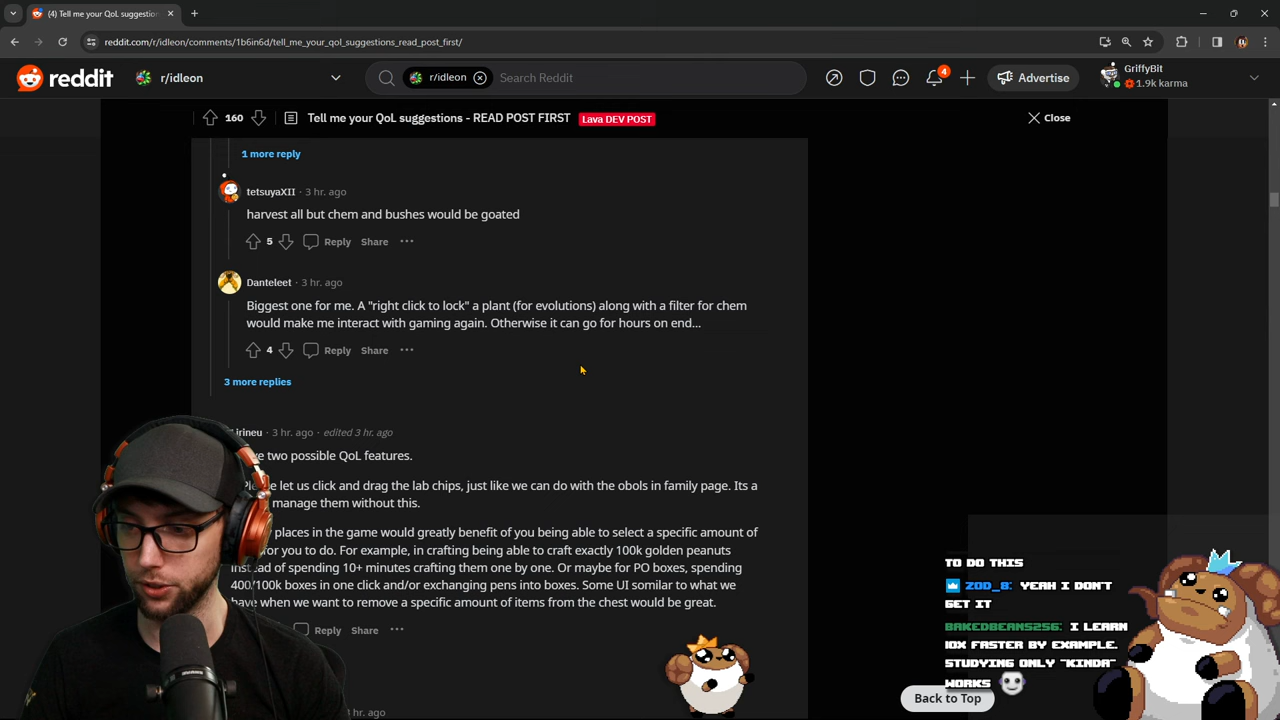 (4) Tell me your QoL suggestion
reddit.com/r/idleon/comments/1b6in6d/tell_me_your_qol_suggestions_read_post_first/
reddit
r/idleon
r/idleon
Search Reddit
4
Advertise
GriffyBit
1.9k karma
160
Tell me your QoL suggestions - READ POST FIRST
Lava DEV POST
Close
1 more reply
tetsuyaXII · 3 hr. ago
harvest all but chem and bushes would be goated
5 Reply Share ···
Danteleet · 3 hr. ago
Biggest one for me. A "right click to lock" a plant (for evolutions) along with a filter for chem
would make me interact with gaming again. Otherwise it can go for hours on end...
4 Reply Share ···
3 more replies
irineu · 3 hr. ago · edited 3 hr. ago
two possible QoL features.
let us click and drag the lab chips, just like we can do with the obols in family page. Its a
manage them without this.
places in the game would greatly benefit of you being able to select a specific amount of
for you to do. For example, in crafting being able to craft exactly 100k golden peanuts
instead of spending 10+ minutes crafting them one by one. Or maybe for PO boxes, spending
400/100k boxes in one click and/or exchanging pens into boxes. Some UI somilar to what we
have when we want to remove a specific amount of items from the chest would be great.
Reply Share ···
hr. ago
TO DO THIS
ZOD_8: YEAH I DON'T
GET IT
BAKEDBEANS256: I LEARN
10X FASTER BY EXAMPLE.
STUDYING ONLY "KINDA"
WORKS
Back to Top